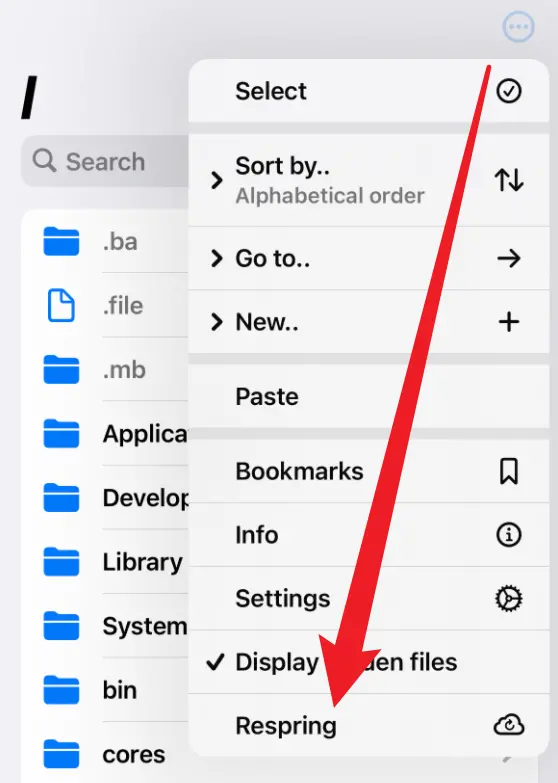 /
Search
.ba
.file
.mb
Applica
Develop
Library
System
bin
cores
Select
Sort by..
Alphabetical order
Go to..
New..
Paste
Bookmarks
Info
Settings
Display den files
Respring